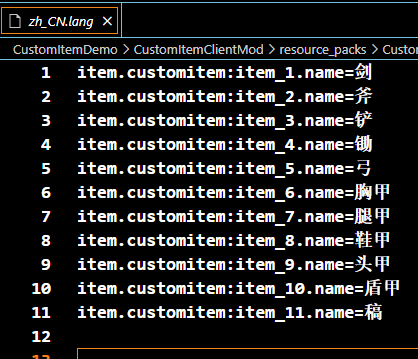 zh_CN.lang
CustomItemDemo > CustomItemClientMod > resource_packs > Custo
1 item.customitem:item_1.name=剑
2 item.customitem:item_2.name=斧
3 item.customitem:item_3.name=铲
4 item.customitem:item_4.name=锄
5 item.customitem:item_5.name=弓
6 item.customitem:item_6.name=胸甲
7 item.customitem:item_7.name=腿甲
8 item.customitem:item_8.name=鞋甲
9 item.customitem:item_9.name=头甲
10 item.customitem:item_10.name=盾甲
11 item.customitem:item_11.name=稿
12
13